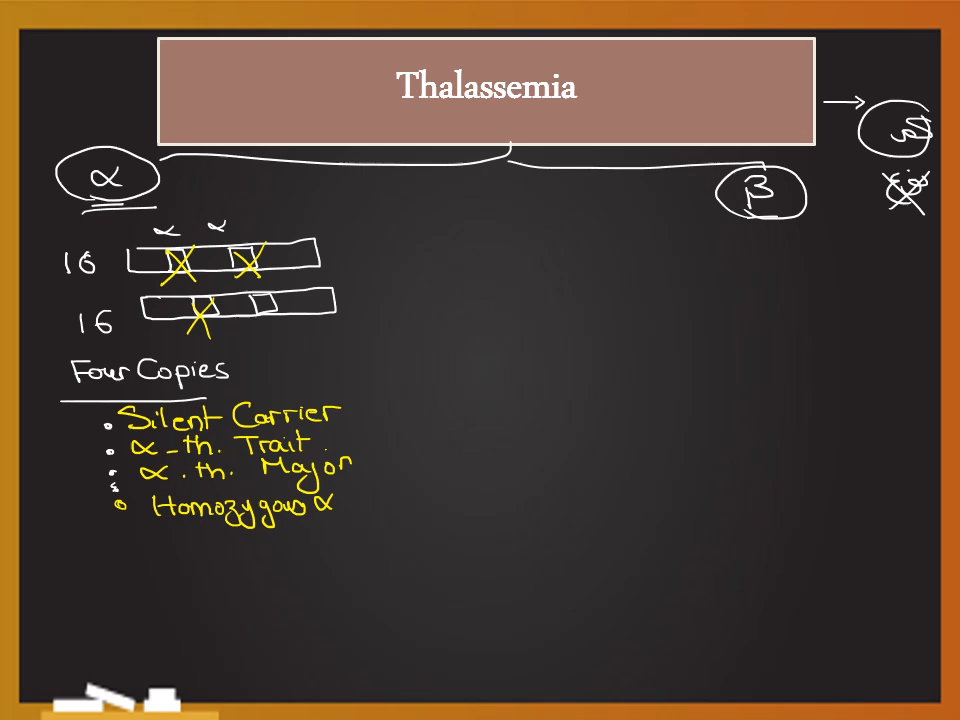 Thalassemia
α
β
α α
16
16
Four Copies
• Silent Carrier
• α - th. Trait.
• α . th. Major
• Homozygous α